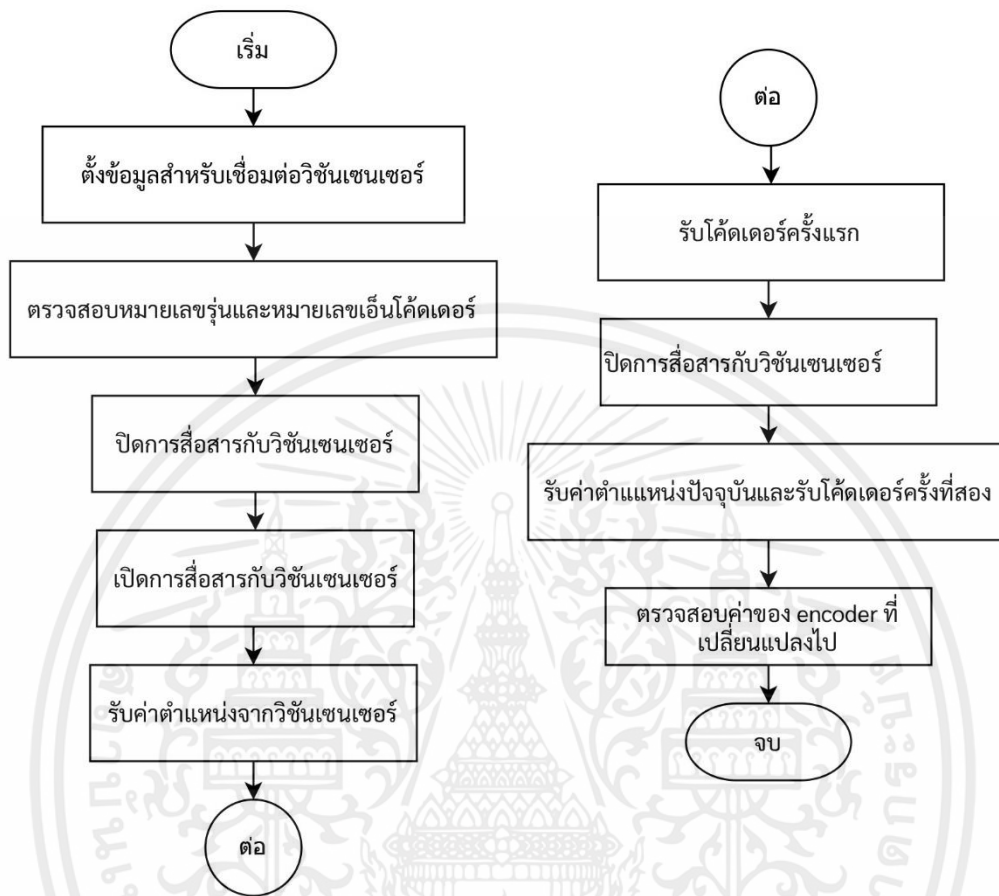 เริ่ม
ตั้งข้อมูลสำหรับเชื่อมต่อวิชันเซนเซอร์
ตรวจสอบหมายเลขรุ่นและหมายเลขเอ็นโค้ดเดอร์
ปิดการสื่อสารกับวิชันเซนเซอร์
เปิดการสื่อสารกับวิชันเซนเซอร์
รับค่าตำแหน่งจากวิชันเซนเซอร์
ต่อ
ต่อ
รับโค้ดเดอร์ครั้งแรก
ปิดการสื่อสารกับวิชันเซนเซอร์
รับค่าตำแแหน่งปัจจุบันและรับโค้ดเดอร์ครั้งที่สอง
ตรวจสอบค่าของ encoder ที่
เปลี่ยนแปลงไป
จบ